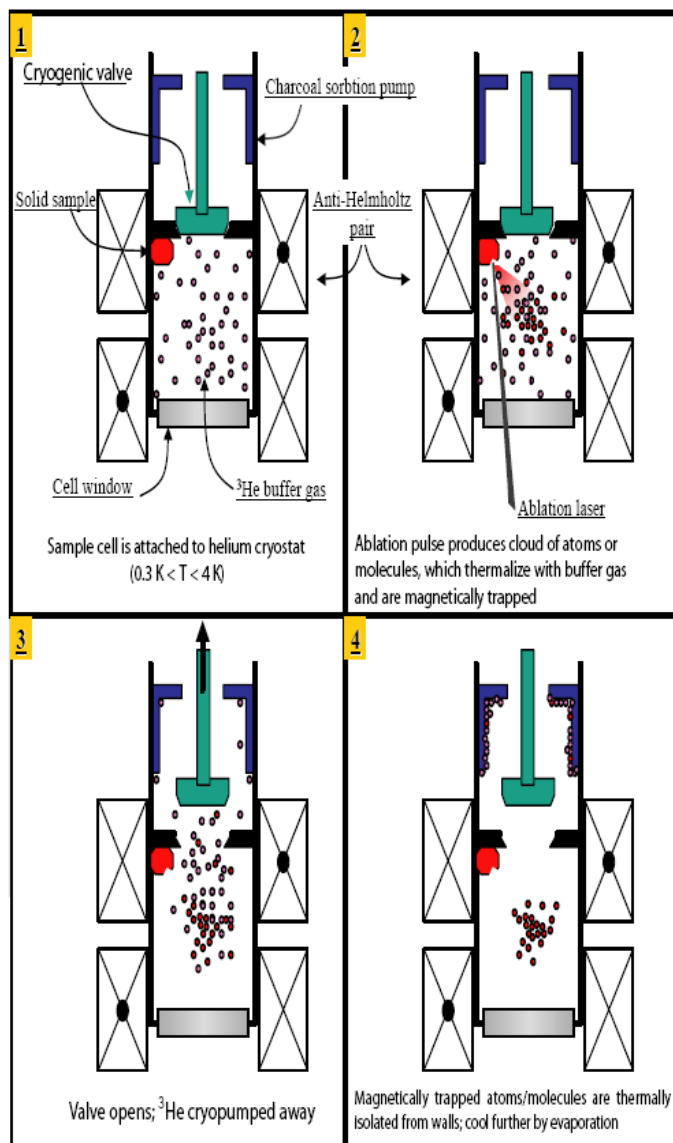 1
Cryogenic valve
Charcoal sorbtion pump
Solid sample
Anti-Helmholtz
pair
Cell window
³He buffer gas
Sample cell is attached to helium cryostat
(0.3 K < T < 4 K)
2
Ablation laser
Ablation pulse produces cloud of atoms or
molecules, which thermalize with buffer gas
and are magnetically trapped
3
Valve opens; ³He cryopumped away
4
Magnetically trapped atoms/molecules are thermally
isolated from walls; cool further by evaporation